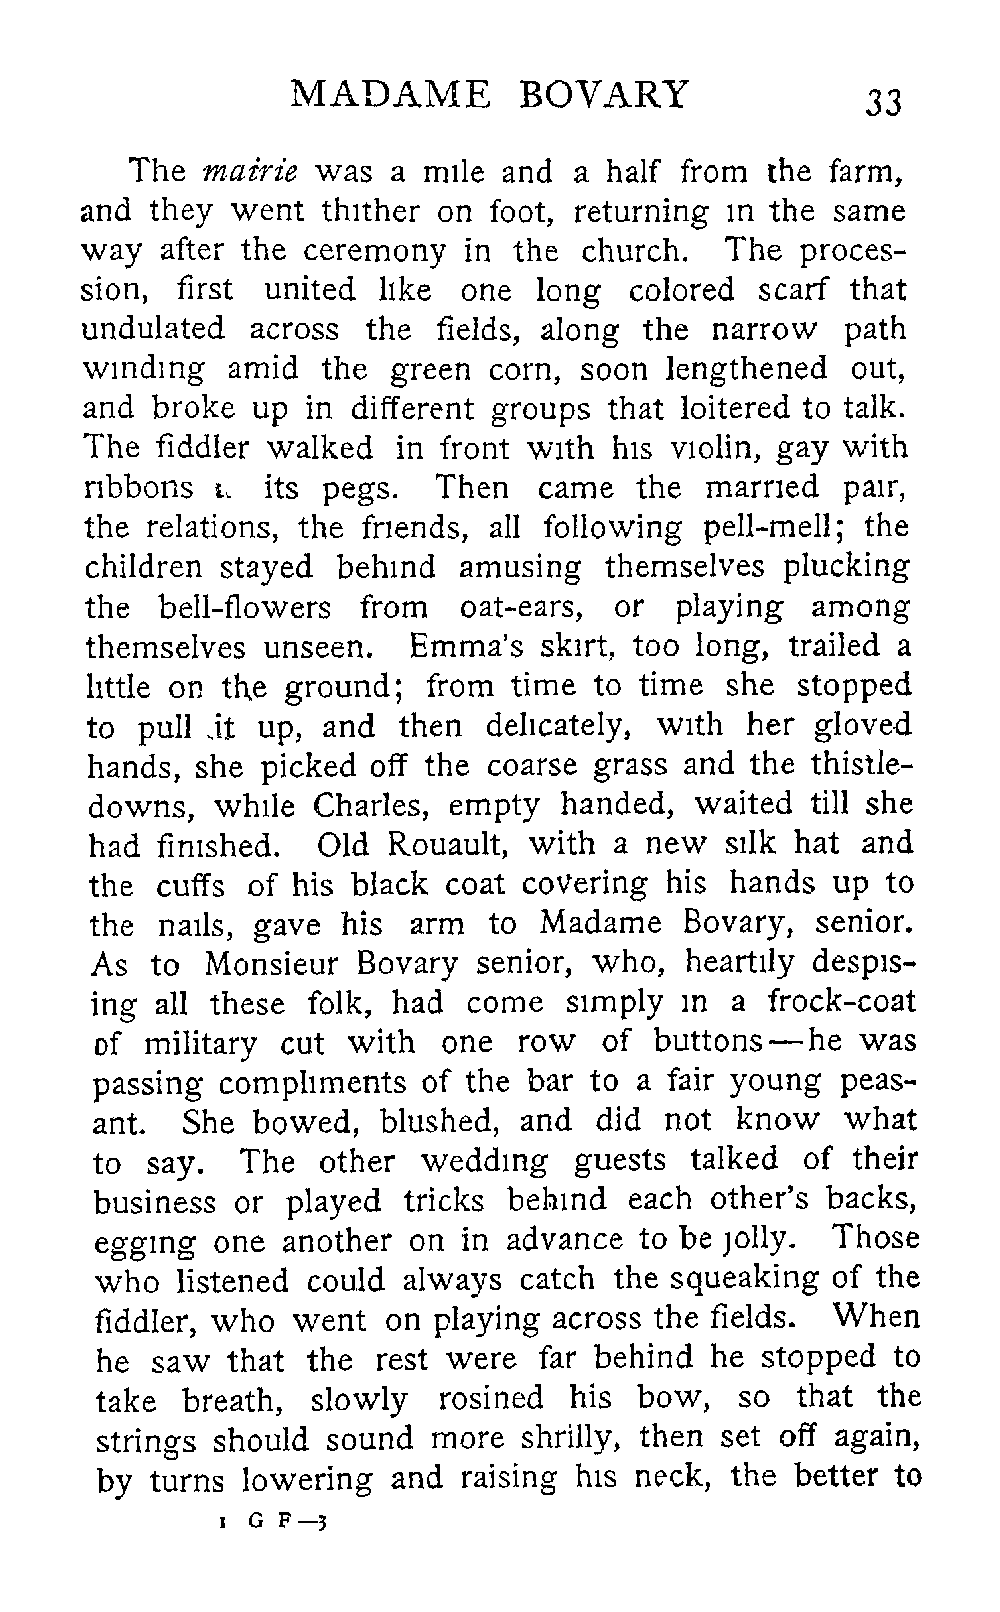 MADAME BOVARY 33
The mairie was a mile and a half from the farm,
and they went thither on foot, returning in the same
way after the ceremony in the church. The proces-
sion, first united like one long colored scarf that
undulated across the fields, along the narrow path
winding amid the green corn, soon lengthened out,
and broke up in different groups that loitered to talk.
The fiddler walked in front with his violin, gay with
ribbons its pegs. Then came the married pair,
the relations, the friends, all following pell-mell; the
children stayed behind amusing themselves plucking
the bell-flowers from oat-ears, or playing among
themselves unseen. Emma's skirt, too long, trailed a
little on the ground; from time to time she stopped
to pull it up, and then delicately, with her gloved
hands, she picked off the coarse grass and the thistle-
downs, while Charles, empty handed, waited till she
had finished. Old Rouault, with a new silk hat and
the cuffs of his black coat covering his hands up to
the nails, gave his arm to Madame Bovary, senior.
As to Monsieur Bovary senior, who, heartily despis-
ing all these folk, had come simply in a frock-coat
of military cut with one row of buttons—he was
passing compliments of the bar to a fair young peas-
ant. She bowed, blushed, and did not know what
to say. The other wedding guests talked of their
business or played tricks behind each other's backs,
egging one another on in advance to be jolly. Those
who listened could always catch the squeaking of the
fiddler, who went on playing across the fields. When
he saw that the rest were far behind he stopped to
take breath, slowly rosined his bow, so that the
strings should sound more shrilly, then set off again,
by turns lowering and raising his neck, the better to
1 G F—3